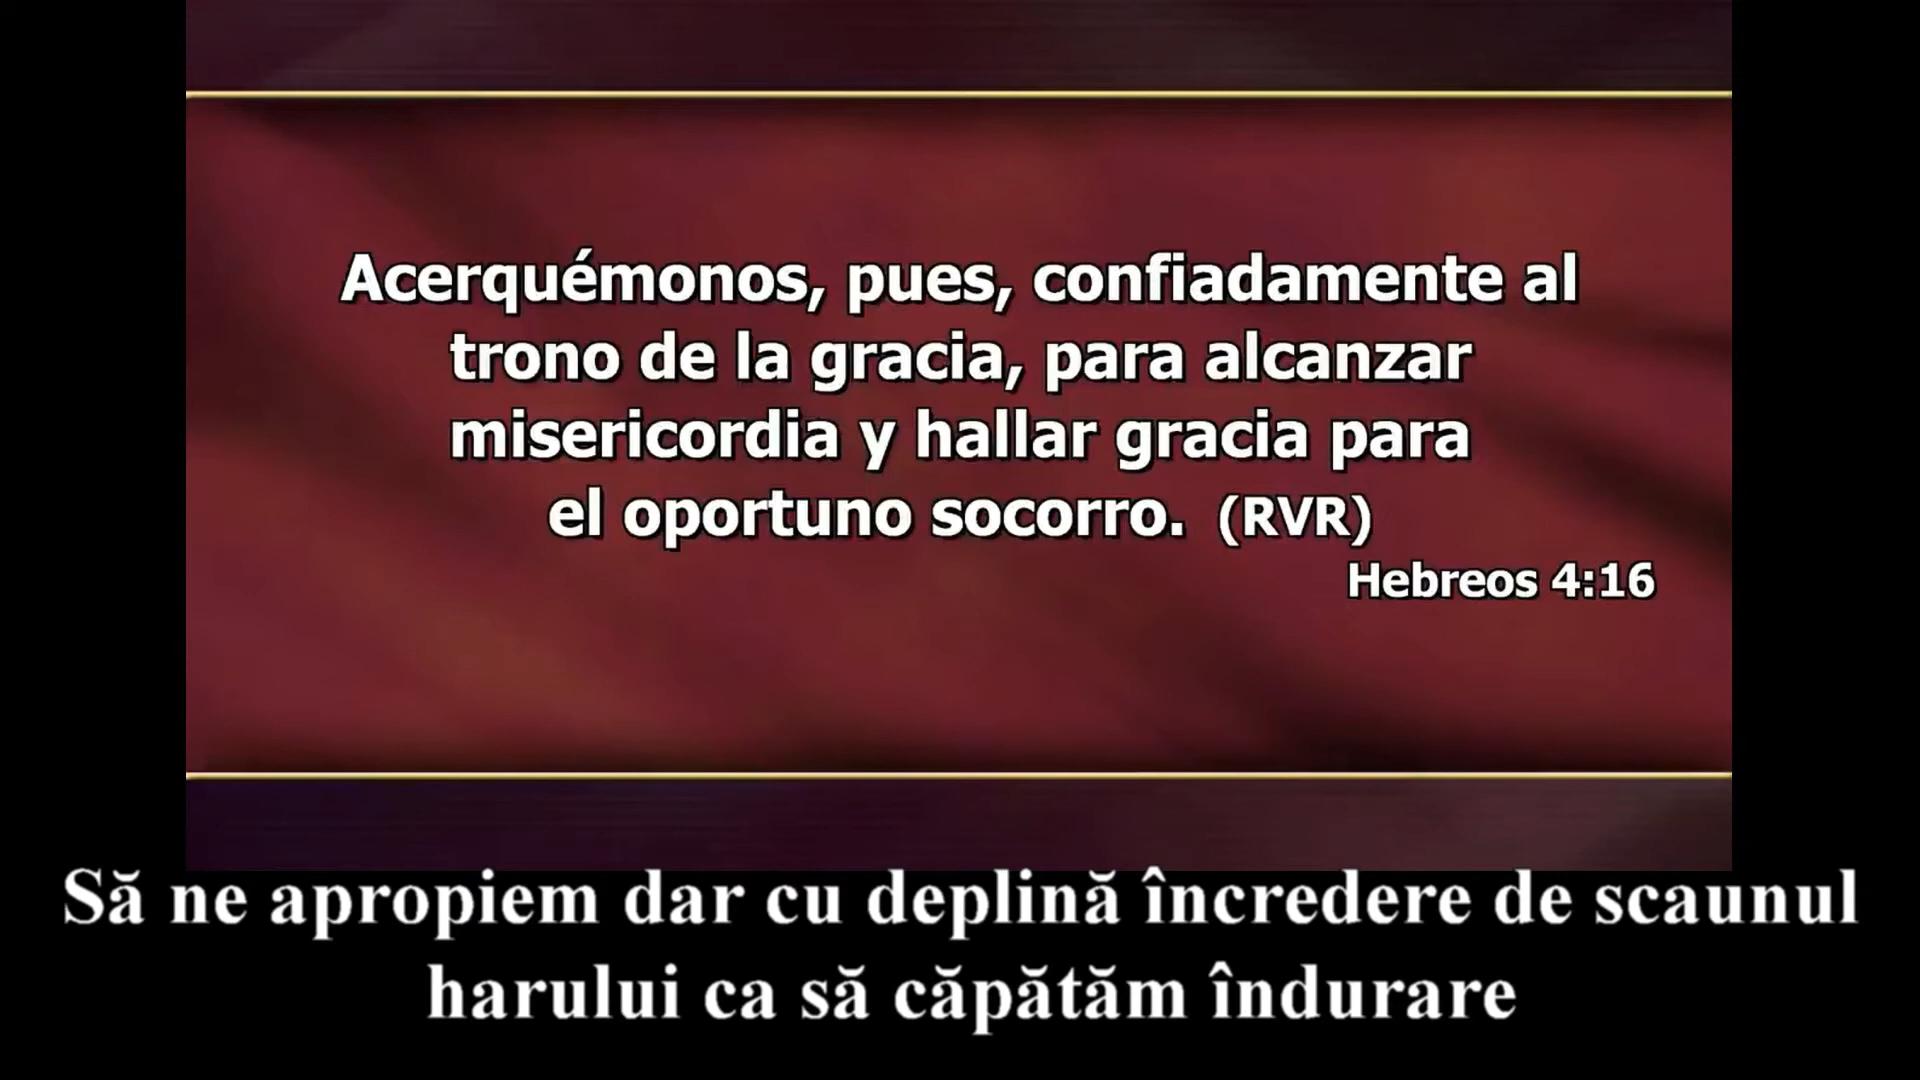 Acerquémonos, pues, confiadamente al
trono de la gracia, para alcanzar
misericordia y hallar gracia para
el oportuno socorro. (RVR)
Hebreos 4:16
Să ne apropiem dar cu deplină încredere de scaunul
harului ca să căpătăm îndurare